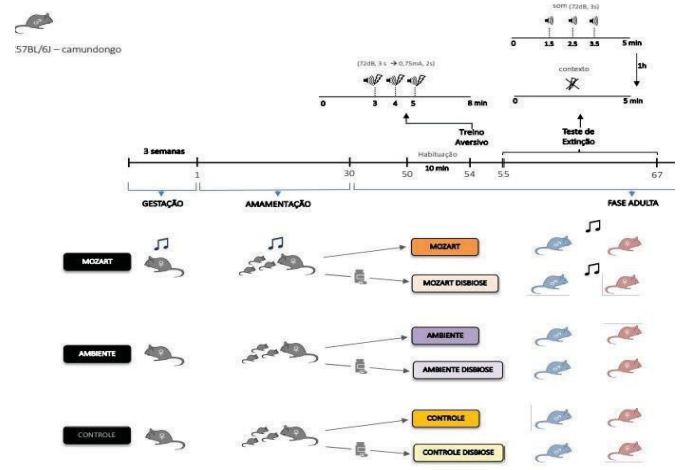 :57BL/6J – camundongo
som (72dB, 3s)
0 1.5 2.5 3.5 5 min
1h
contexto
0 5 min
(72dB, 3 s → 0,75mA, 2s)
0 3 4 5 8 min
Treino
Aversivo
Teste de
Extinção
3 semanas
Habituação
10 min
1 30 50 54 55 67
GESTAÇÃO AMAMENTAÇÃO FASE ADULTA
MOZART
MOZART
MOZART DISBIOSE
AMBIENTE
AMBIENTE
AMBIENTE DISBIOSE
CONTROLE
CONTROLE
CONTROLE DISBIOSE